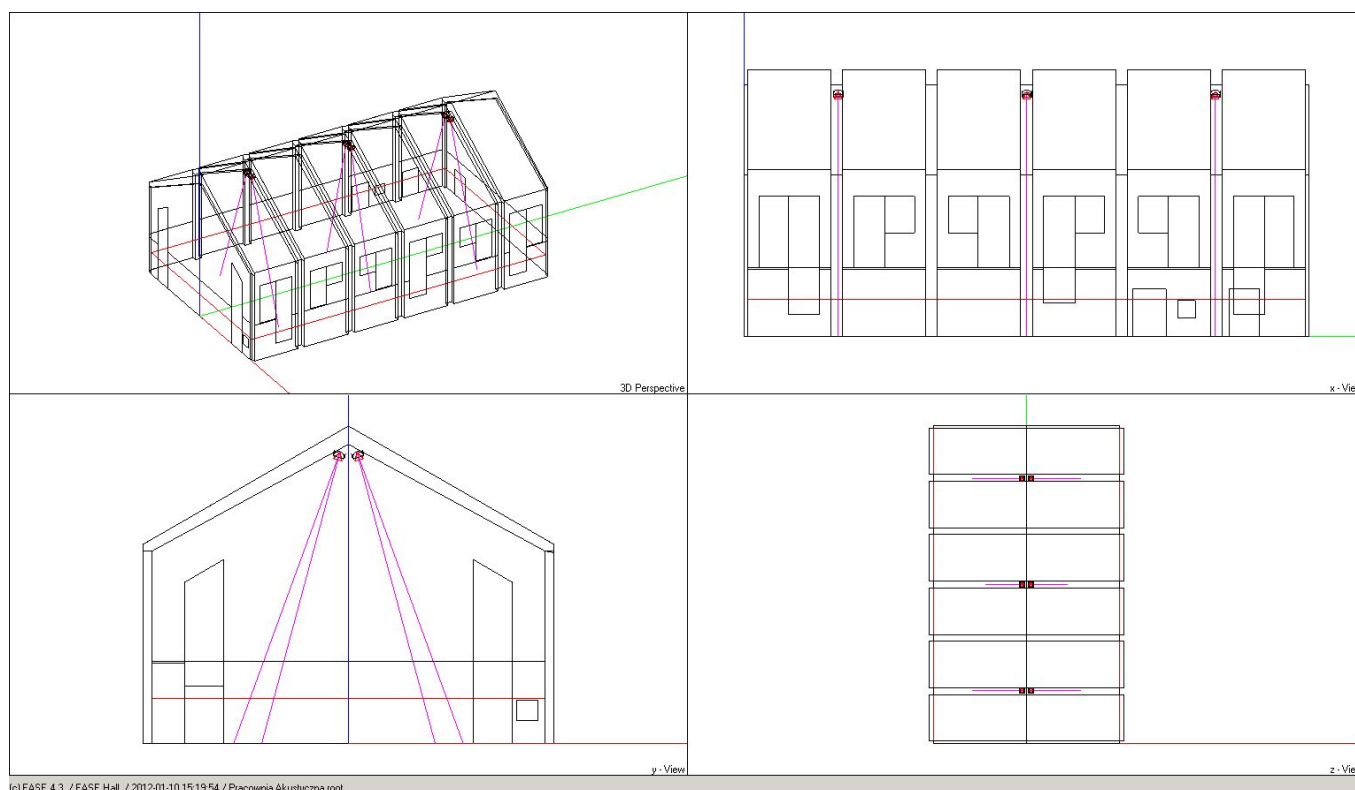 3D Perspective
x - Vie
y - View
z - Vie
(c) EASE 4.3 / EASE Hall / 2012-01-10 15:19:54 / Pracownia Akustyczna root